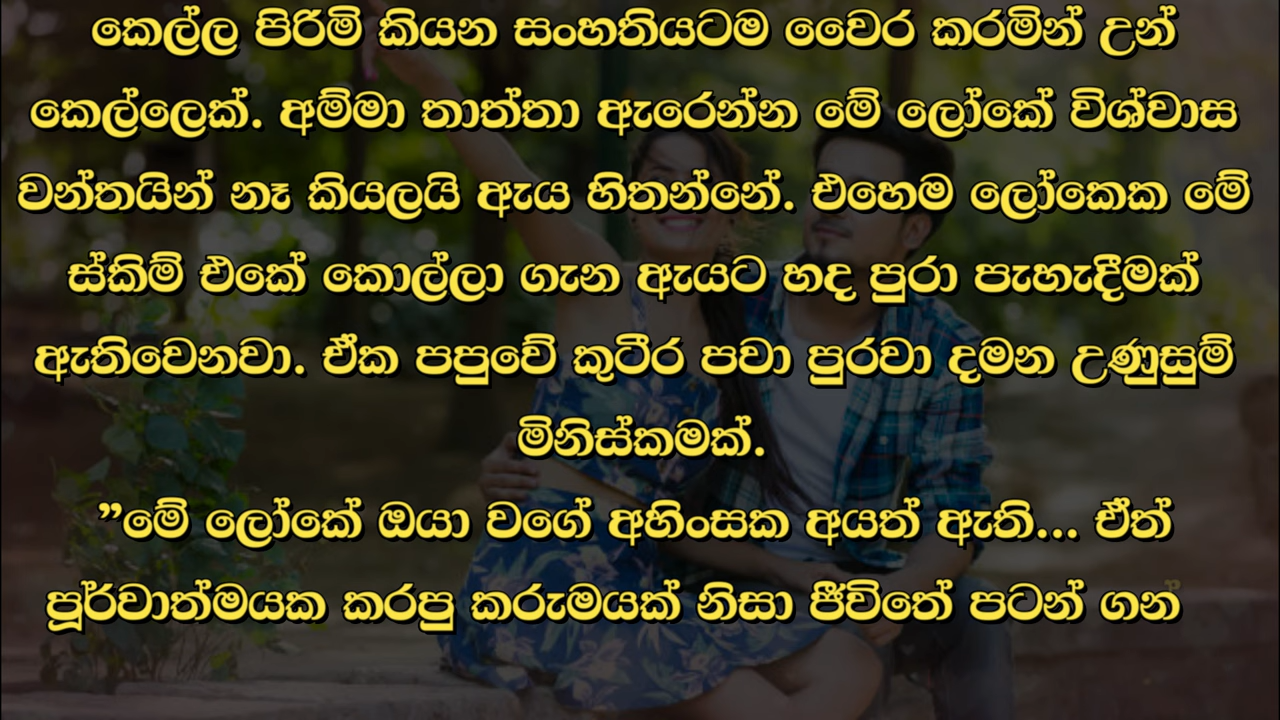 කෙල්ල පිරිමි කියන සංහතියටම වෛර කරමින් උන්
කෙල්ලෙක්. අම්මා තාත්තා ඇරෙන්න මේ ලෝකේ විශ්වාස
වන්තයින් නෑ කියලයි ඇය හිතන්නේ. එහෙම ලෝකෙක මේ
ස්කිම් එකේ කොල්ලා ගැන ඇයට හද පුරා පැහැදීමක්
ඇතිවෙනවා. ඒක පපුවේ කුටීර පවා පුරවා දමන උණුසුම්
මිනිස්කමක්.
”මේ ලෝකේ ඔයා වගේ අහිංසක අයත් ඇති... ඒත්
පූර්වාත්මයක කරපු කරුමයක් නිසා ජීවිතේ පටන් ගන